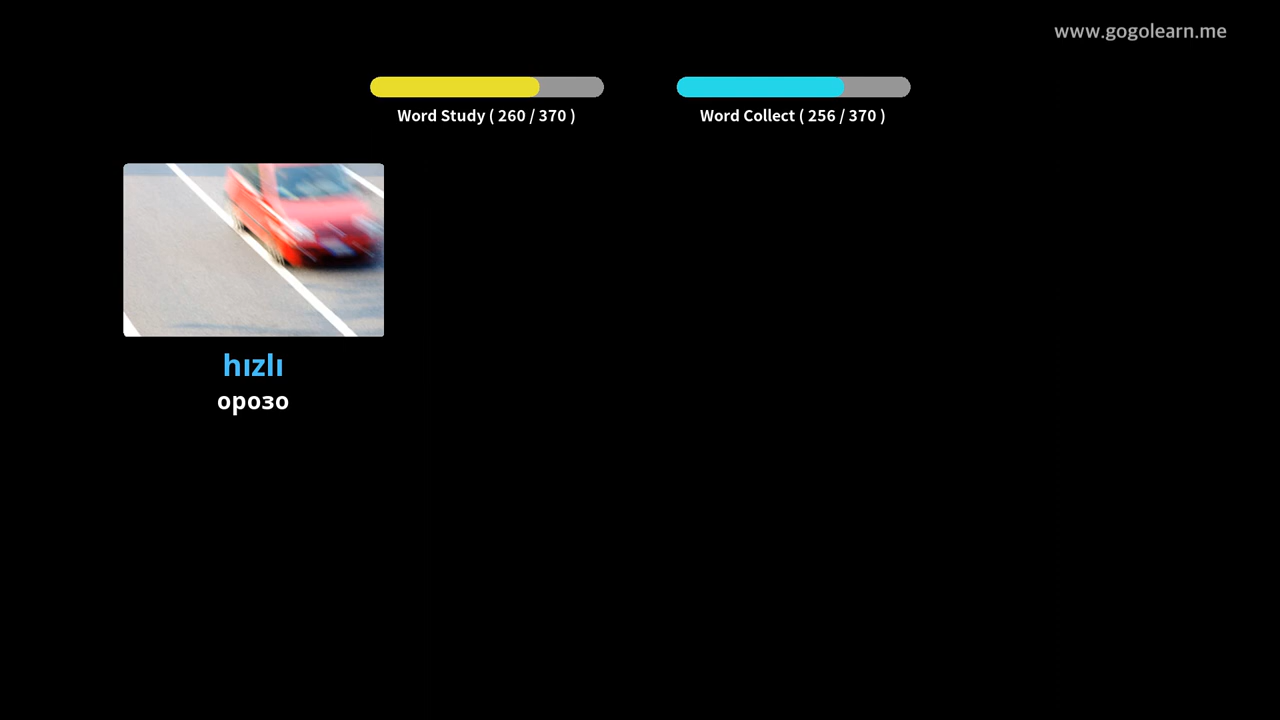 www.gogolearn.me
Word Study ( 260 / 370 )
Word Collect ( 256 / 370 )
hızlı
орозо